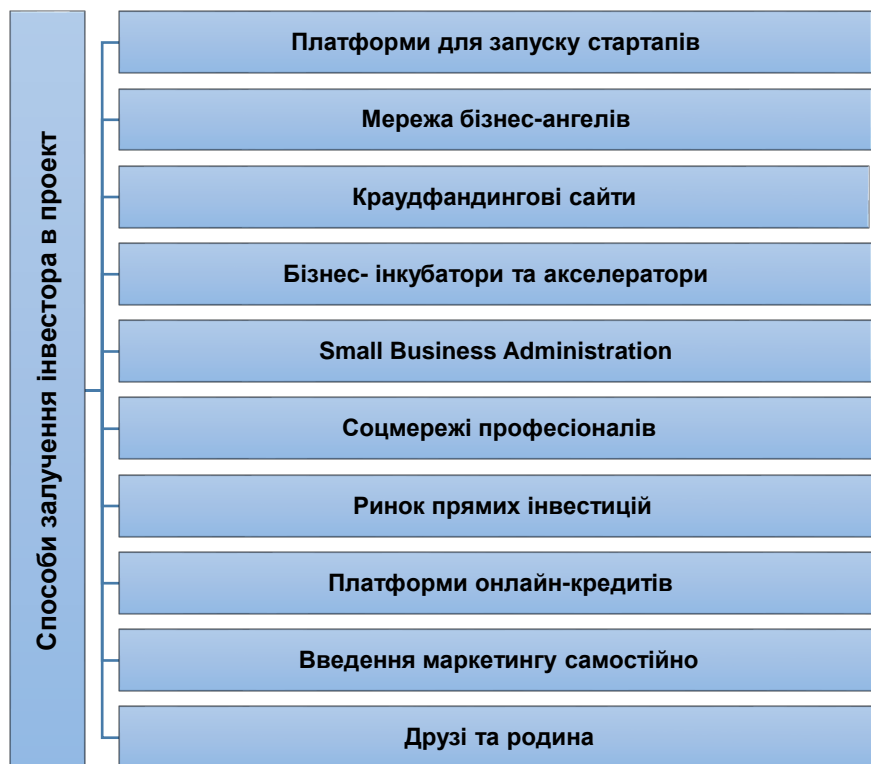 Способи залучення інвестора в проект
Платформи для запуску стартапів
Мережа бізнес-ангелів
Краудфандингові сайти
Бізнес- інкубатори та акселератори
Small Business Administration
Соцмережі професіоналів
Ринок прямих інвестицій
Платформи онлайн-кредитів
Введення маркетингу самостійно
Друзі та родина